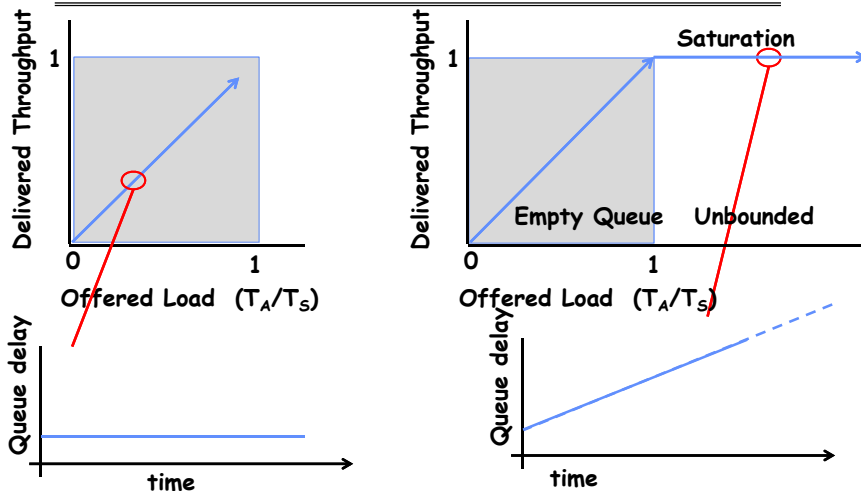 Delivered Throughput
1
0
1
Offered Load (T_A/T_S)
Queue delay
time
Delivered Throughput
1
Saturation
Empty Queue
Unbounded
0
1
Offered Load (T_A/T_S)
Queue delay
time